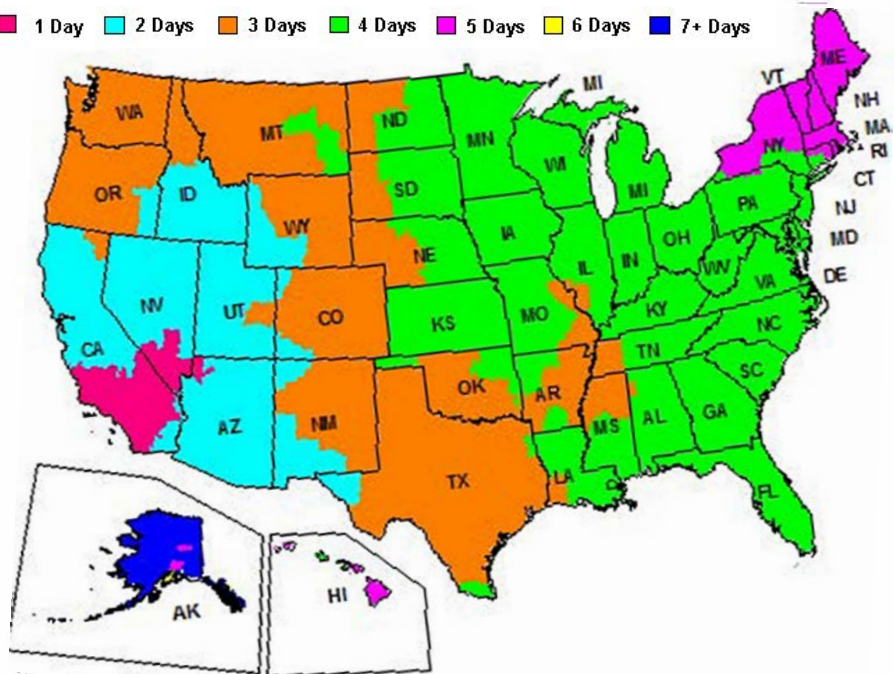 1 Day 2 Days 3 Days 4 Days 5 Days 6 Days 7+ Days
MI
VT
ME
WA
NH
MT
ND
MA
MN
NY
RI
WI
CT
OR
ID
SD
MI
PA
NJ
WY
IA
OH
MD
NE
IL
IN
WV
DE
VA
NV
UT
CO
KS
MO
KY
CA
NC
TN
SC
OK
AR
AZ
NM
MS
AL
GA
TX
LA
FL
HI
AK